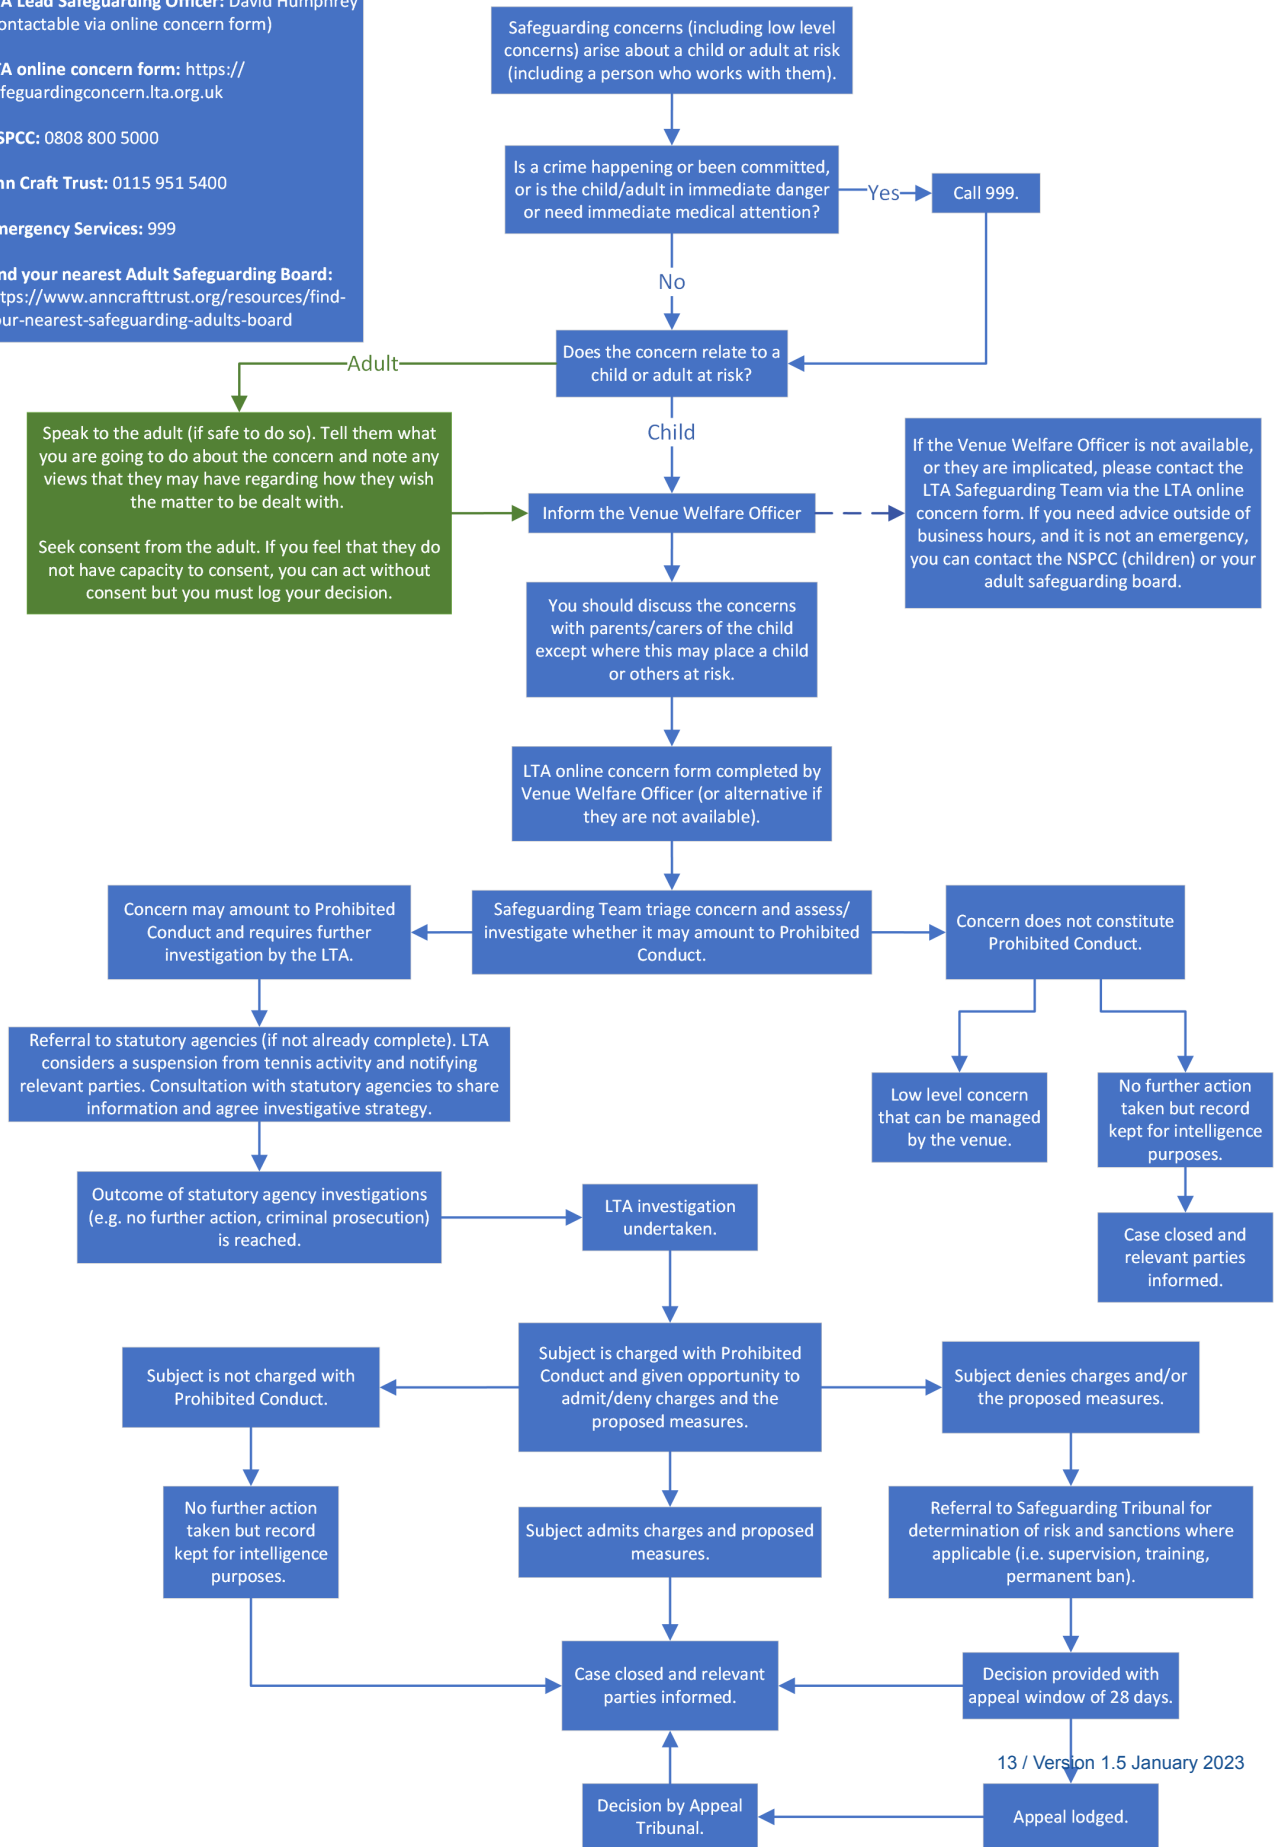 A Lead Safeguarding Officer: David Humphrey
ontactable via online concern form)
A online concern form: https://
feguardingconcern.lta.org.uk
SPCC: 0808 800 5000
nn Craft Trust: 0115 951 5400
mergency Services: 999
nd your nearest Adult Safeguarding Board:
tps://www.anncrafttrust.org/resources/find-
our-nearest-safeguarding-adults-board
Safeguarding concerns (including low level
concerns) arise about a child or adult at risk
(including a person who works with them).
Is a crime happening or been committed,
or is the child/adult in immediate danger
or need immediate medical attention?
Yes
Call 999.
No
Does the concern relate to a
child or adult at risk?
Adult
Speak to the adult (if safe to do so). Tell them what
you are going to do about the concern and note any
views that they may have regarding how they wish
the matter to be dealt with.
Seek consent from the adult. If you feel that they do
not have capacity to consent, you can act without
consent but you must log your decision.
Child
Inform the Venue Welfare Officer
If the Venue Welfare Officer is not available,
or they are implicated, please contact the
LTA Safeguarding Team via the LTA online
concern form. If you need advice outside of
business hours, and it is not an emergency,
you can contact the NSPCC (children) or your
adult safeguarding board.
You should discuss the concerns
with parents/carers of the child
except where this may place a child
or others at risk.
LTA online concern form completed by
Venue Welfare Officer (or alternative if
they are not available).
Concern may amount to Prohibited
Conduct and requires further
investigation by the LTA.
Safeguarding Team triage concern and assess/
investigate whether it may amount to Prohibited
Conduct.
Concern does not constitute
Prohibited Conduct.
Referral to statutory agencies (if not already complete). LTA
considers a suspension from tennis activity and notifying
relevant parties. Consultation with statutory agencies to share
information and agree investigative strategy.
Low level concern
that can be managed
by the venue.
No further action
taken but record
kept for intelligence
purposes.
Outcome of statutory agency investigations
(e.g. no further action, criminal prosecution)
is reached.
LTA investigation
undertaken.
Case closed and
relevant parties
informed.
Subject is not charged with
Prohibited Conduct.
Subject is charged with Prohibited
Conduct and given opportunity to
admit/deny charges and the
proposed measures.
Subject denies charges and/or
the proposed measures.
No further action
taken but record
kept for intelligence
purposes.
Subject admits charges and proposed
measures.
Referral to Safeguarding Tribunal for
determination of risk and sanctions where
applicable (i.e. supervision, training,
permanent ban).
Case closed and relevant
parties informed.
Decision provided with
appeal window of 28 days.
13 / Version 1.5 January 2023
Decision by Appeal
Tribunal.
Appeal lodged.